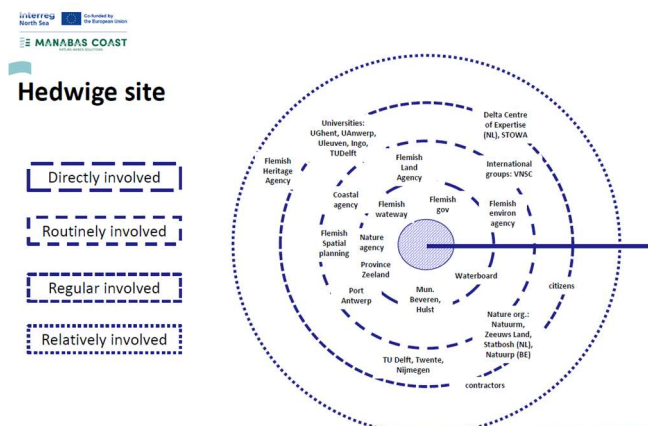 Interreg
North Sea
Co-funded by
the European Union
MANABAS COAST
Hedwige site
Directly involved
Routinely involved
Regular involved
Relatively involved
Universities:
UGhent, UAnwerp,
Uleuven, Ingo,
TUDelft
Delta Centre
of Expertise
(NL), STOWA
Flemish
Heritage
Agency
Flemish
Land
Agency
International
groups: VNSC
Coastal
agency
Flemish
wateway
Flemish
gov
Flemish
environ
agency
Flemish
Spatial
planning
Nature
agency
Province
Zeeland
Waterboard
Port
Antwerp
Mun.
Beveren,
Hulst
citizens
Nature org.:
Natuurm,
Zeeuws Land,
Statbosh (NL),
Natuurp (BE)
TU Delft, Twente,
Nijmegen
contractors